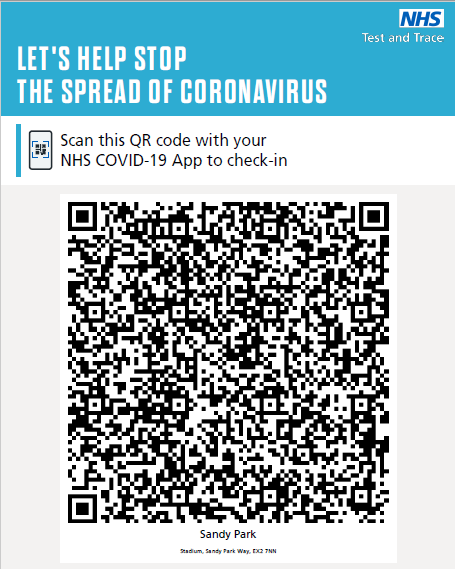 NHS
Test and Trace
LET'S HELP STOP
THE SPREAD OF CORONAVIRUS
Scan this QR code with your
NHS COVID-19 App to check-in
Sandy Park
Stadium, Sandy Park Way, EX2 7NN